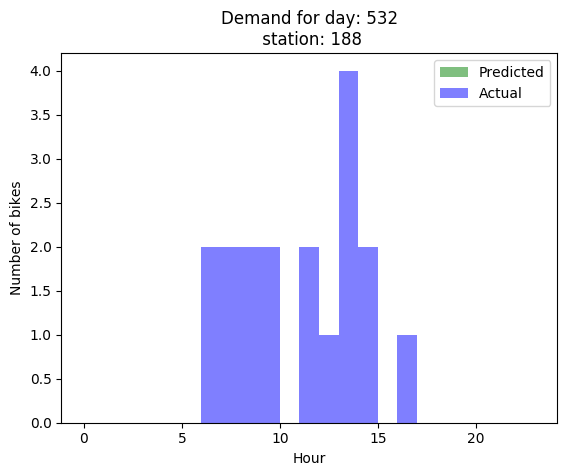 Demand for day: 532
station: 188
Predicted
Actual
4.0
3.5
3.0
2.5
2.0
1.5
1.0
0.5
0.0
Number of bikes
0 5 10 15 20
Hour